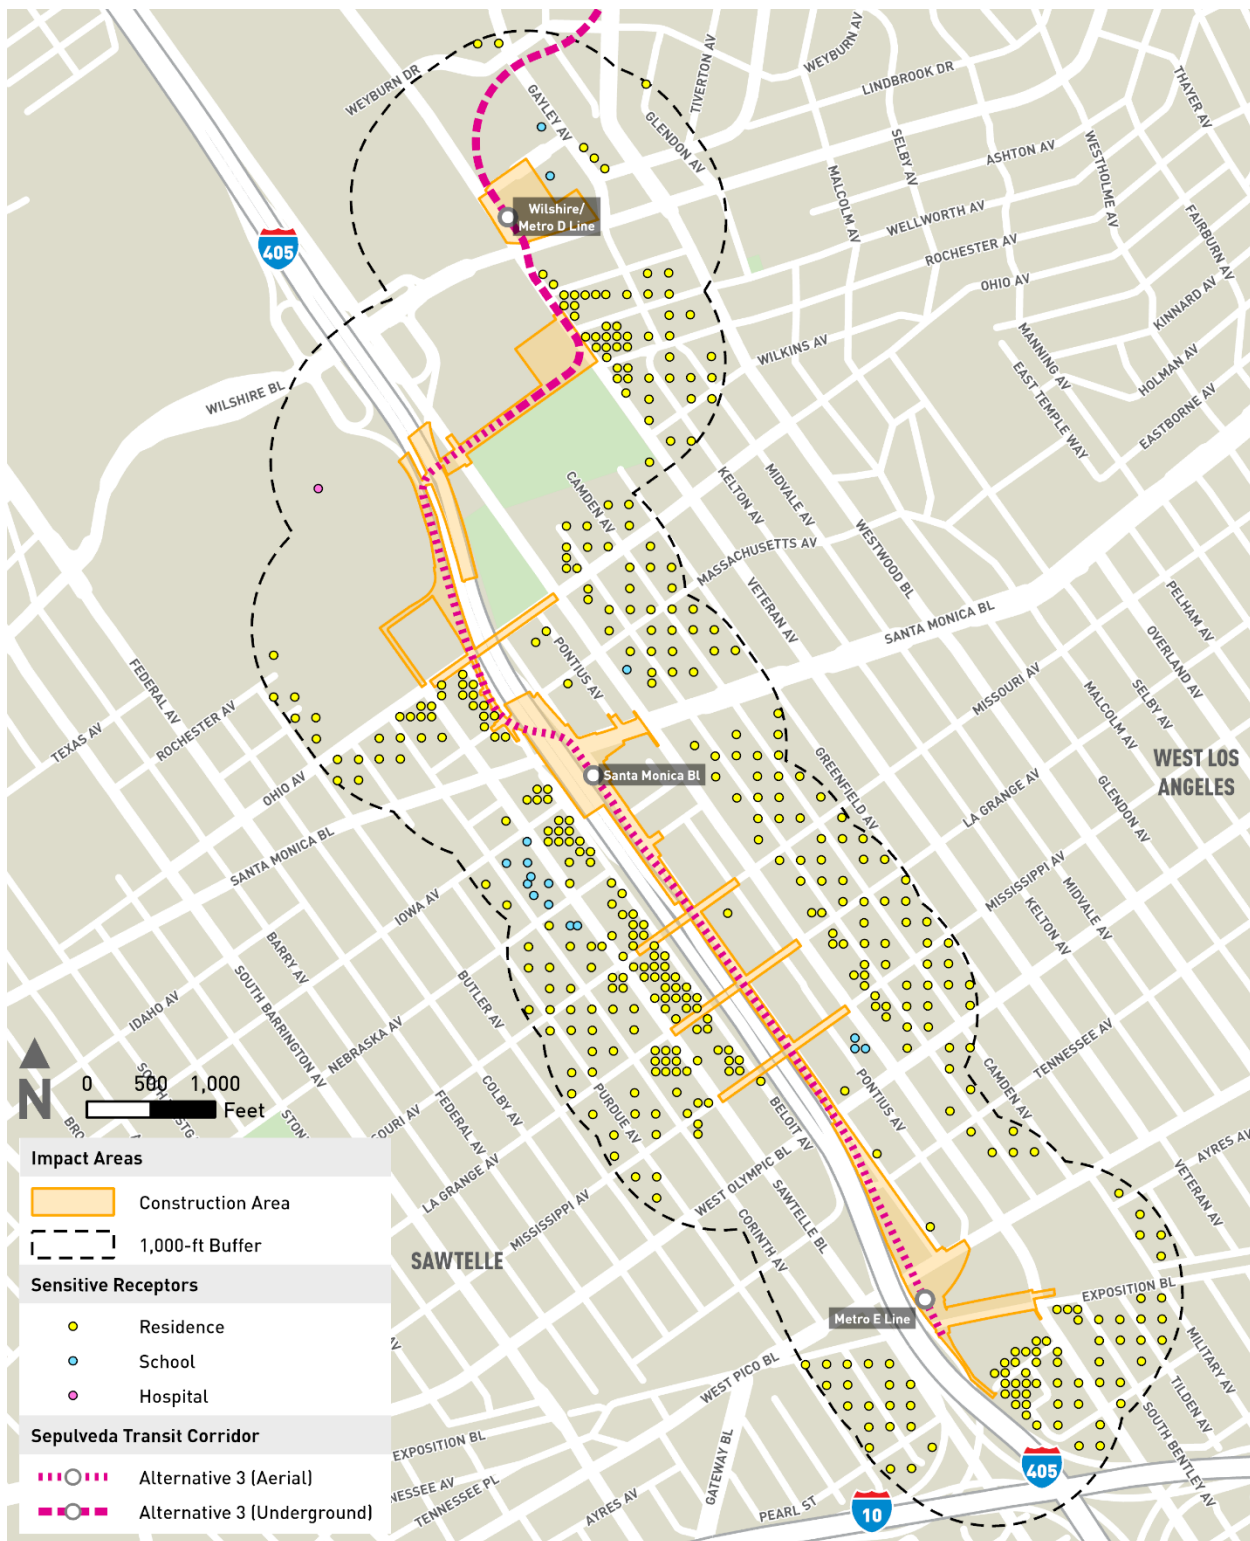 WEYBURN DR
GAYLEY AV
TIVERTON AV
WEYBURN AV
LINDBROOK DR
THAYER AV
GLENDON AV
SELBY AV
ASHTON AV
WESTHOLME AV
MALCOLM AV
WELLWORTH AV
FAIRBURN AV
Wilshire/
Metro D Line
405
ROCHESTER AV
OHIO AV
KINNARD AV
MANNING AV
HOLMAN AV
WILKINS AV
EAST TEMPLE WAY
EASTBORNE AV
WILSHIRE BL
CAMDEN AV
KELTON AV
MIDVALE AV
WESTWOOD BL
MASSACHUSETTS AV
VETERAN AV
SANTA MONICA BL
PELHAM AV
OVERLAND AV
PONTIUS AV
FEDERAL AV
ROCHESTER AV
TEXAS AV
MISSOURI AV
SELBY AV
MALCOLM AV
WEST LOS
ANGELES
OHIO AV
Santa Monica Bl
GREENFIELD AV
LA GRANGE AV
GLENDON AV
SANTA MONICA BL
IOWA AV
MISSISSIPPI AV
MIDVALE AV
KELTON AV
BARRY AV
SOUTH BARRINGTON AV
IDAHO AV
BUTLER AV
NEBRASKA AV
TENNESSEE AV
CAMDEN AV
PONTIUS AV
N
0 500 1,000
Feet
COLBY AV
FEDERAL AV
PURDUE AV
BELOIT AV
AYRES AV
VETERAN AV
LA GRANGE AV
WEST OLYMPIC BL
SAWTELLE BL
MISSISSIPPI AV
CORINTH AV
SAWTELLE
EXPOSITION BL
Metro E Line
MILITARY AV
WEST PICO BL
TILDEN AV
SOUTH BENTLEY AV
GATEWAY BL
EXPOSITION BL
405
TENNESSEE PL
AYRES AV
PEARL ST
10
Impact Areas
Construction Area
1,000-ft Buffer
Sensitive Receptors
Residence
School
Hospital
Sepulveda Transit Corridor
Alternative 3 (Aerial)
Alternative 3 (Underground)